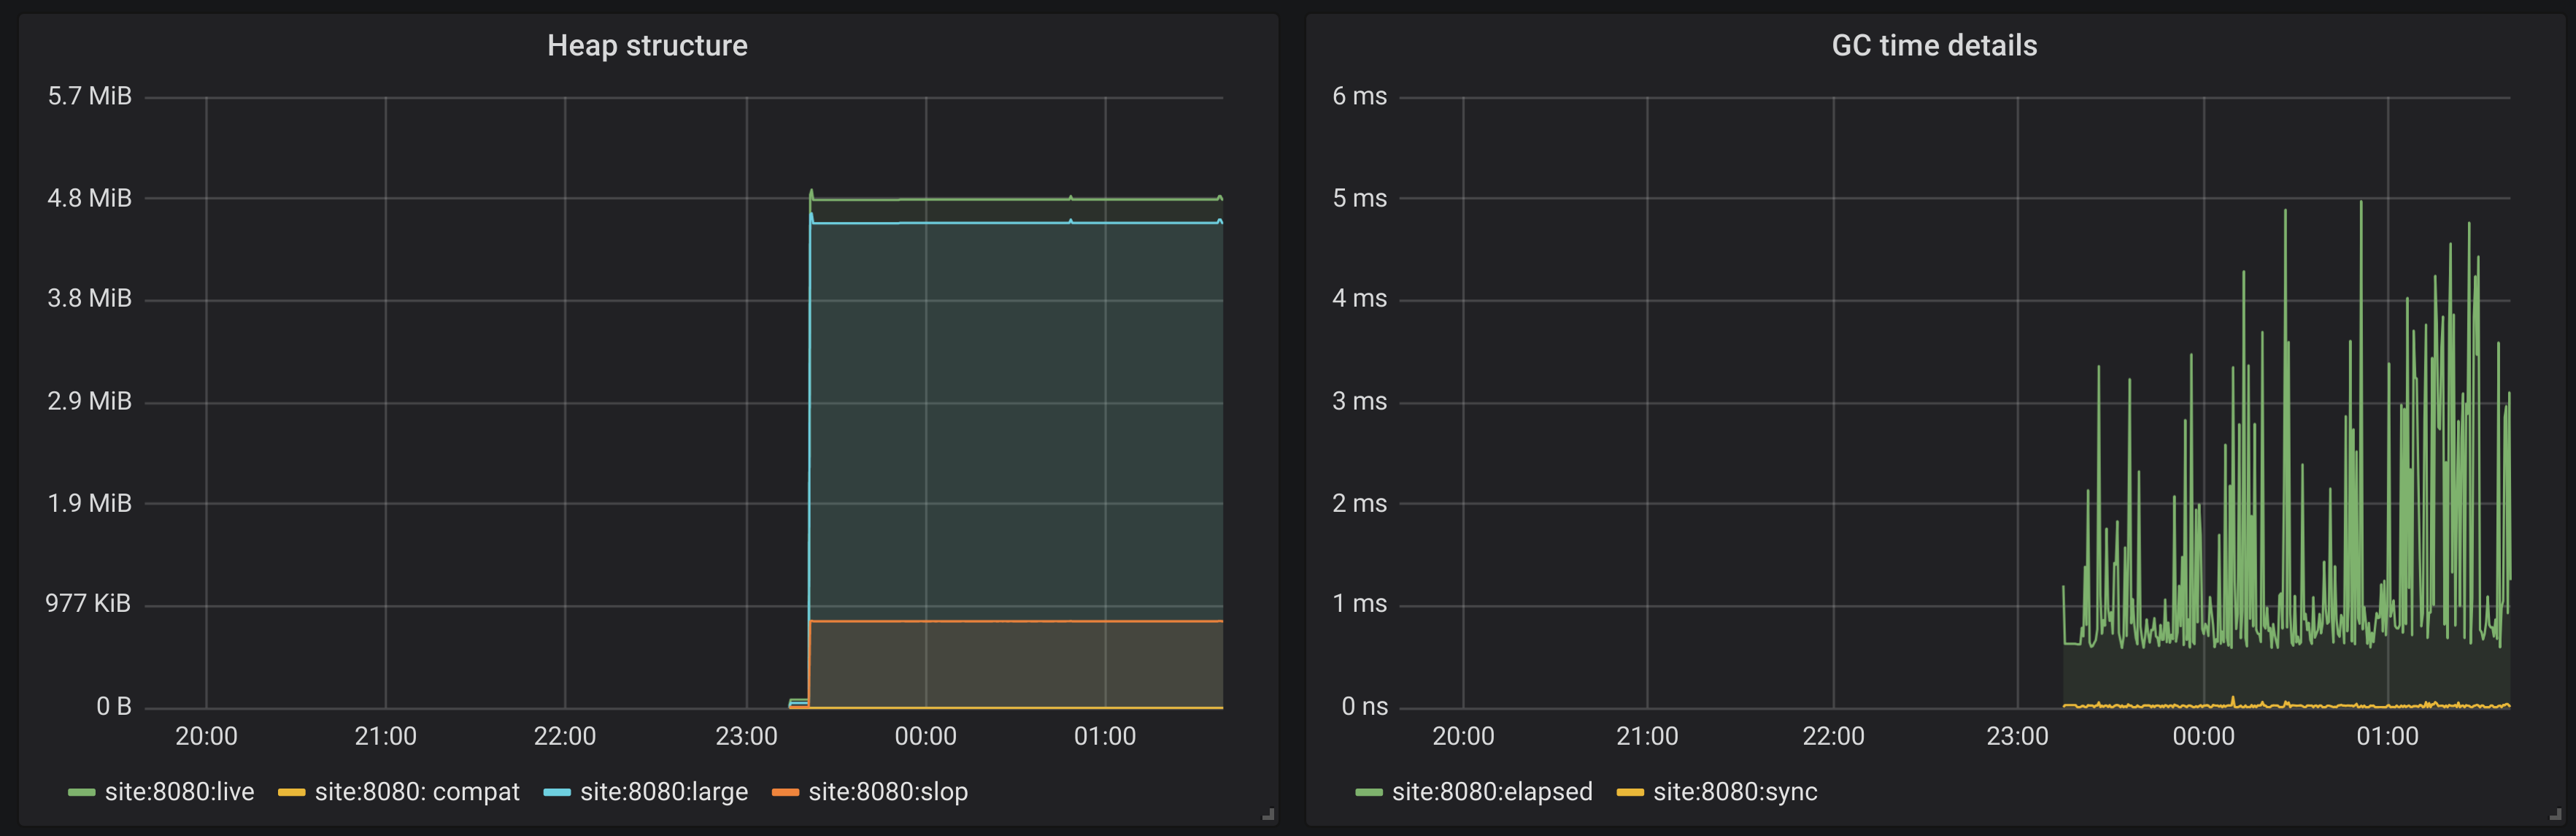 Heap structure
5.7 MiB
4.8 MiB
3.8 MiB
2.9 MiB
1.9 MiB
977 KiB
0 B
20:00 21:00 22:00 23:00 00:00 01:00
site:8080:live site:8080: compat site:8080:large site:8080:slop
GC time details
6 ms
5 ms
4 ms
3 ms
2 ms
1 ms
0 ns
20:00 21:00 22:00 23:00 00:00 01:00
site:8080:elapsed site:8080:sync